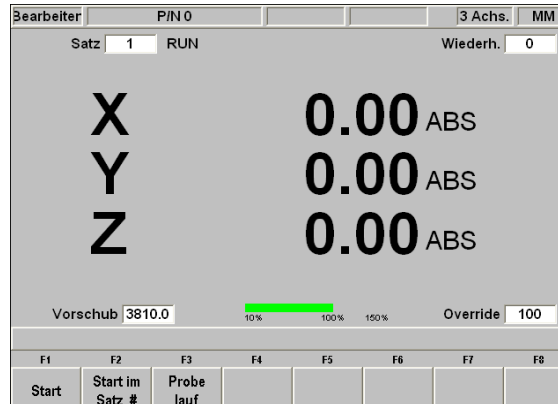 Bearbeiter P/N 0 3 Achs. MM
Satz 1 RUN Wiederh. 0
X 0.00 ABS
Y 0.00 ABS
Z 0.00 ABS
Vorschub 3810.0 10% 100% 150% Override 100
F1 F2 F3 F4 F5 F6 F7 F8
Start Start im Satz # Probe lauf